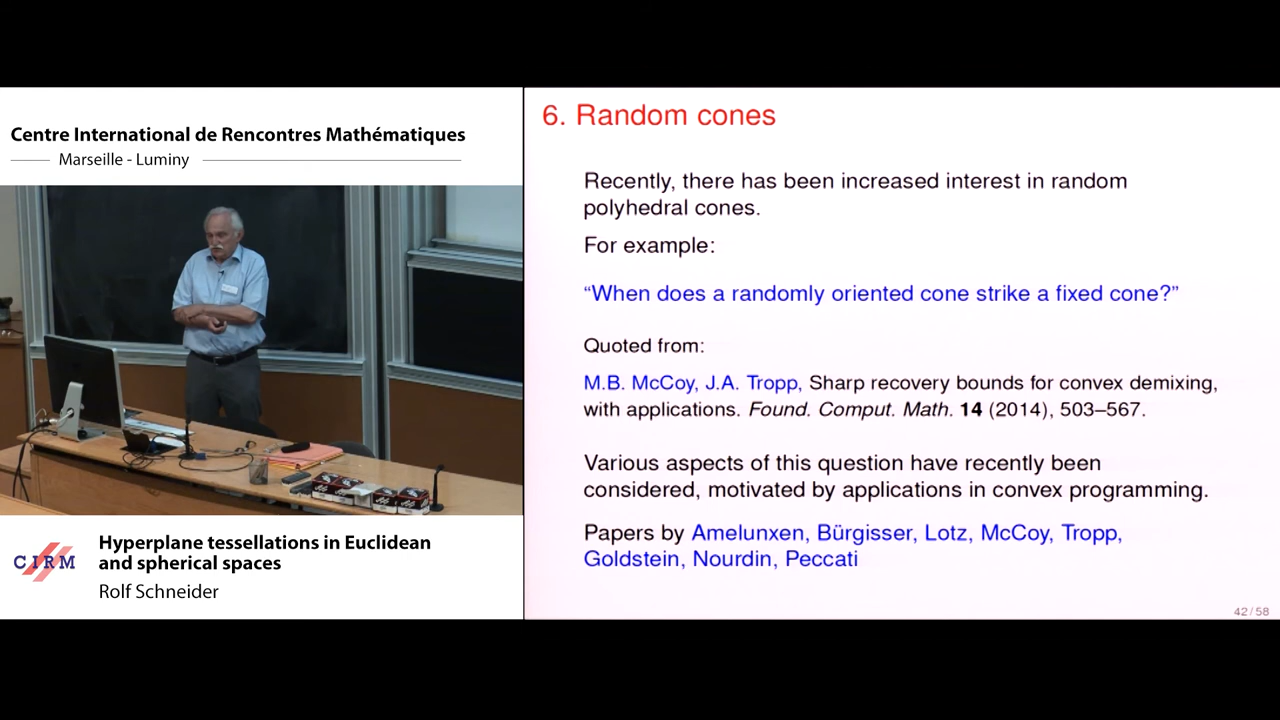 Centre International de Rencontres Mathématiques
Marseille - Luminy
CIRM
Hyperplane tessellations in Euclidean
and spherical spaces
Rolf Schneider
6. Random cones
Recently, there has been increased interest in random
polyhedral cones.
For example:
“When does a randomly oriented cone strike a fixed cone?”
Quoted from:
M.B. McCoy, J.A. Tropp, Sharp recovery bounds for convex demixing,
with applications. Found. Comput. Math. 14 (2014), 503–567.
Various aspects of this question have recently been
considered, motivated by applications in convex programming.
Papers by Amelunxen, Bürgisser, Lotz, McCoy, Tropp,
Goldstein, Nourdin, Peccati
42 / 58